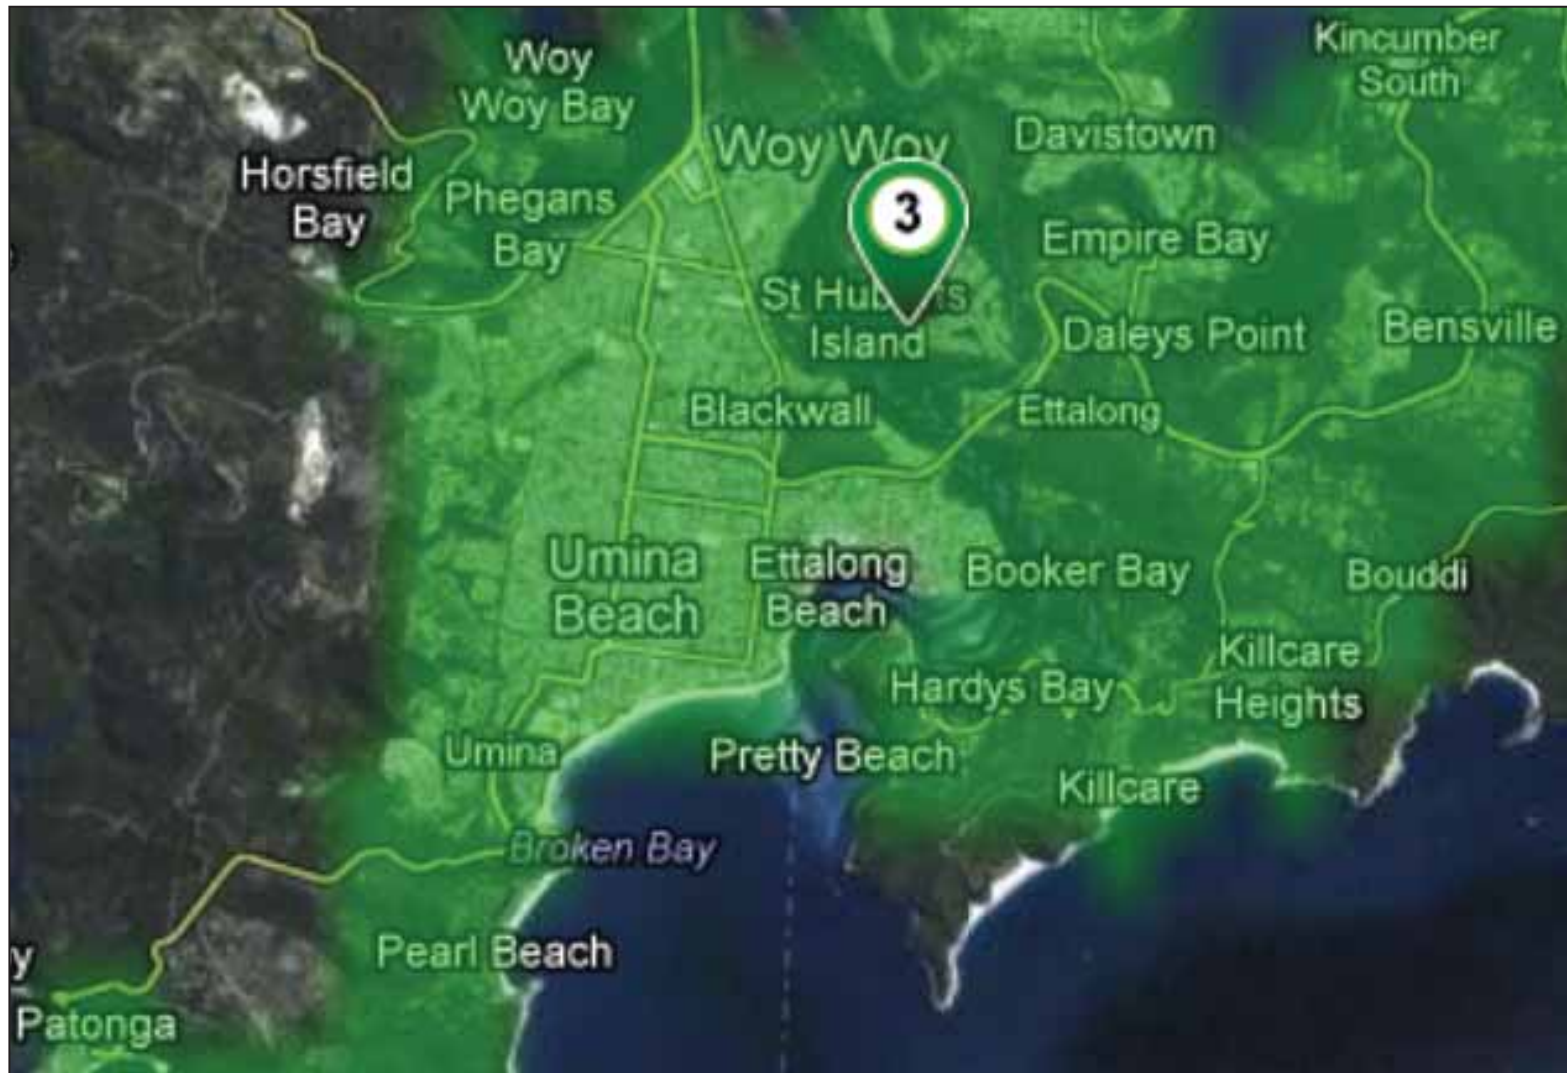 Woy
Woy Bay
Kincumber
South
Woy Woy
Davistown
Horsfield
Bay
Phegans
Bay
3
Empire Bay
St Huberts
Island
Daleys Point
Bensville
Blackwall
Ettalong
Umina
Beach
Ettalong
Beach
Booker Bay
Bouddi
Killcare
Heights
Hardys Bay
Umina
Pretty Beach
Killcare
Broken Bay
Pearl Beach
y
Patonga